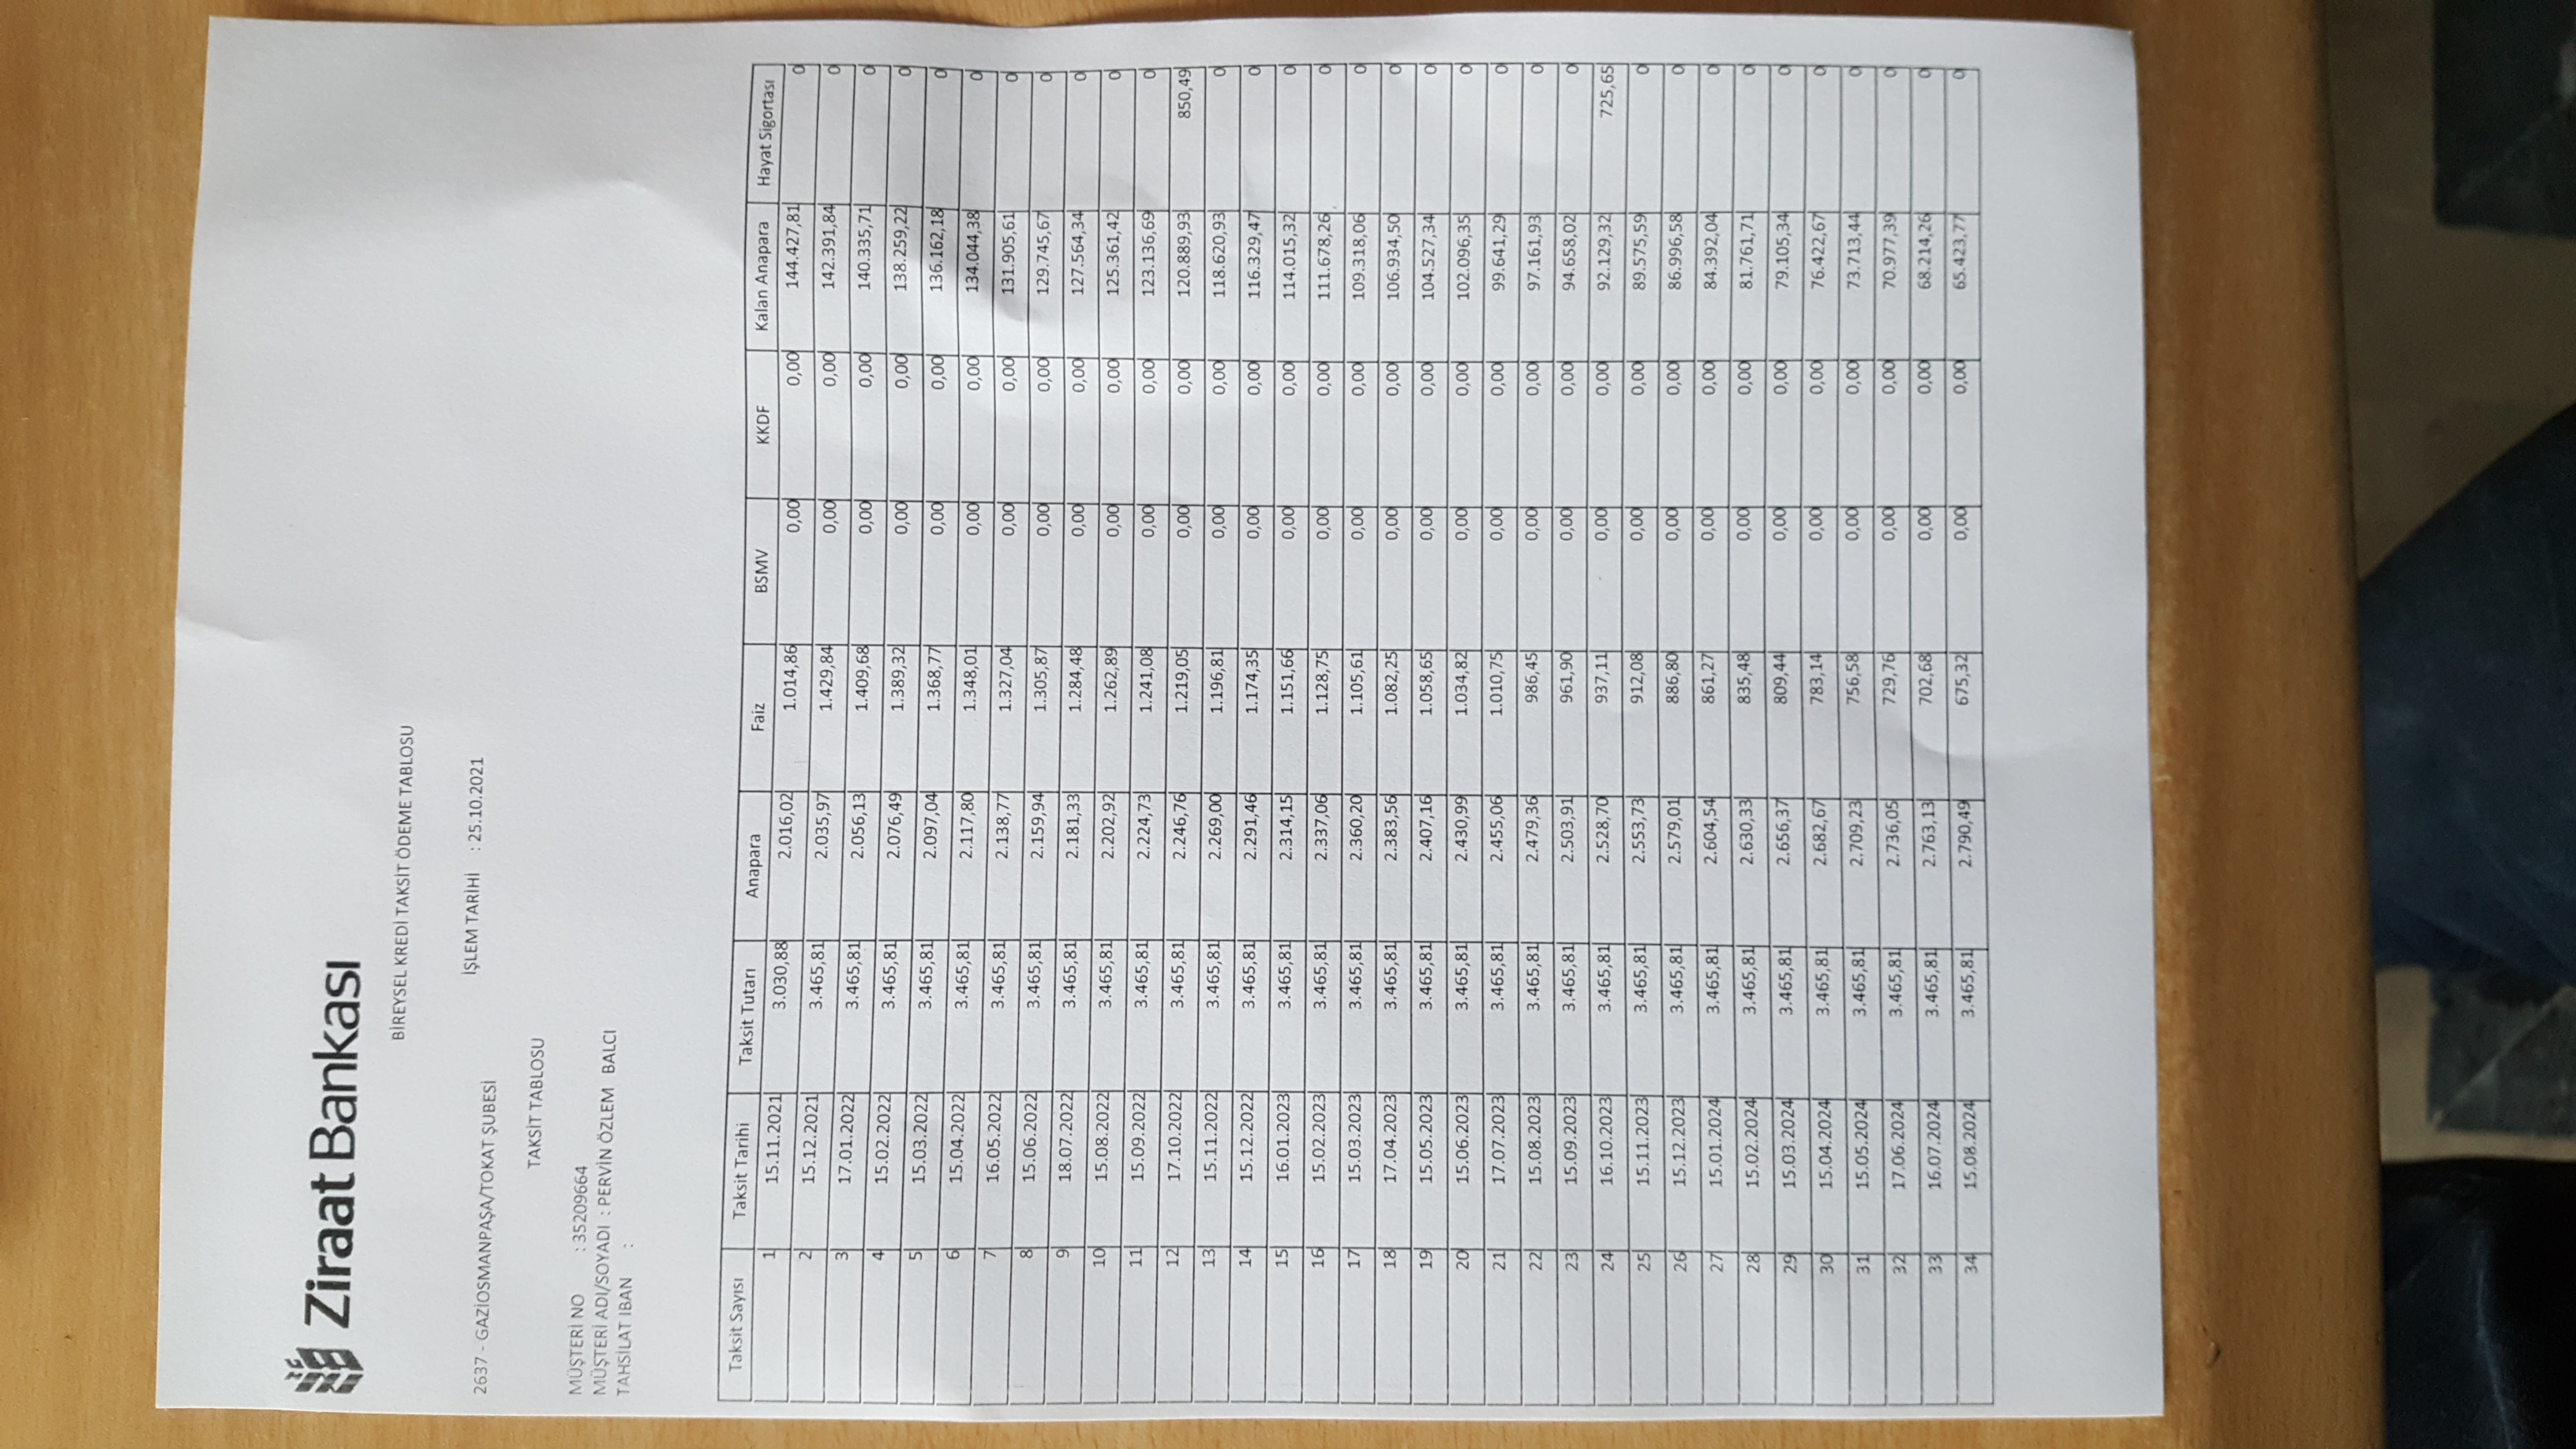 Ziraat Bankası
BİREYSEL KREDİ TAKSİT ÖDEME TABLOSU
İŞLEM TARİHİ : 25.10.2021
2637 - GAZİOSMANPAŞA/TOKAT ŞUBESİ
TAKSİT TABLOSU
MÜŞTERİ NO : 35209664
MÜŞTERİ ADI/SOYADI : PERVİN ÖZLEM BALCI
TAHSİLAT IBAN :
Taksit Sayısı Taksit Tarihi Taksit Tutarı Anapara Faiz BSMV KKDF Kalan Anapara Hayat Sigortası
1 15.11.2021 3.030,88 2.016,02 1.014,86 0,00 0,00 144.427,81 0
2 15.12.2021 3.465,81 2.035,97 1.429,84 0,00 0,00 142.391,84 0
3 17.01.2022 3.465,81 2.056,13 1.409,68 0,00 0,00 140.335,71 0
4 15.02.2022 3.465,81 2.076,49 1.389,32 0,00 0,00 138.259,22 0
5 15.03.2022 3.465,81 2.097,04 1.368,77 0,00 0,00 136.162,18 0
6 15.04.2022 3.465,81 2.117,80 1.348,01 0,00 0,00 134.044,38 0
7 16.05.2022 3.465,81 2.138,77 1.327,04 0,00 0,00 131.905,61 0
8 15.06.2022 3.465,81 2.159,94 1.305,87 0,00 0,00 129.745,67 0
9 18.07.2022 3.465,81 2.181,33 1.284,48 0,00 0,00 127.564,34 0
10 15.08.2022 3.465,81 2.202,92 1.262,89 0,00 0,00 125.361,42 0
11 15.09.2022 3.465,81 2.224,73 1.241,08 0,00 0,00 123.136,69 0
12 17.10.2022 3.465,81 2.246,76 1.219,05 0,00 0,00 120.889,93 850,49
13 15.11.2022 3.465,81 2.269,00 1.196,81 0,00 0,00 118.620,93 0
14 15.12.2022 3.465,81 2.291,46 1.174,35 0,00 0,00 116.329,47 0
15 16.01.2023 3.465,81 2.314,15 1.151,66 0,00 0,00 114.015,32 0
16 15.02.2023 3.465,81 2.337,06 1.128,75 0,00 0,00 111.678,26 0
17 15.03.2023 3.465,81 2.360,20 1.105,61 0,00 0,00 109.318,06 0
18 17.04.2023 3.465,81 2.383,56 1.082,25 0,00 0,00 106.934,50 0
19 15.05.2023 3.465,81 2.407,16 1.058,65 0,00 0,00 104.527,34 0
20 15.06.2023 3.465,81 2.430,99 1.034,82 0,00 0,00 102.096,35 0
21 17.07.2023 3.465,81 2.455,06 1.010,75 0,00 0,00 99.641,29 0
22 15.08.2023 3.465,81 2.479,36 986,45 0,00 0,00 97.161,93 0
23 15.09.2023 3.465,81 2.503,91 961,90 0,00 0,00 94.658,02 0
24 16.10.2023 3.465,81 2.528,70 937,11 0,00 0,00 92.129,32 725,65
25 15.11.2023 3.465,81 2.553,73 912,08 0,00 0,00 89.575,59 0
26 15.12.2023 3.465,81 2.579,01 886,80 0,00 0,00 86.996,58 0
27 15.01.2024 3.465,81 2.604,54 861,27 0,00 0,00 84.392,04 0
28 15.02.2024 3.465,81 2.630,33 835,48 0,00 0,00 81.761,71 0
29 15.03.2024 3.465,81 2.656,37 809,44 0,00 0,00 79.105,34 0
30 15.04.2024 3.465,81 2.682,67 783,14 0,00 0,00 76.422,67 0
31 15.05.2024 3.465,81 2.709,23 756,58 0,00 0,00 73.713,44 0
32 17.06.2024 3.465,81 2.736,05 729,76 0,00 0,00 70.977,39 0
33 16.07.2024 3.465,81 2.763,13 702,68 0,00 0,00 68.214,26 0
34 15.08.2024 3.465,81 2.790,49 675,32 0,00 0,00 65.423,77 0